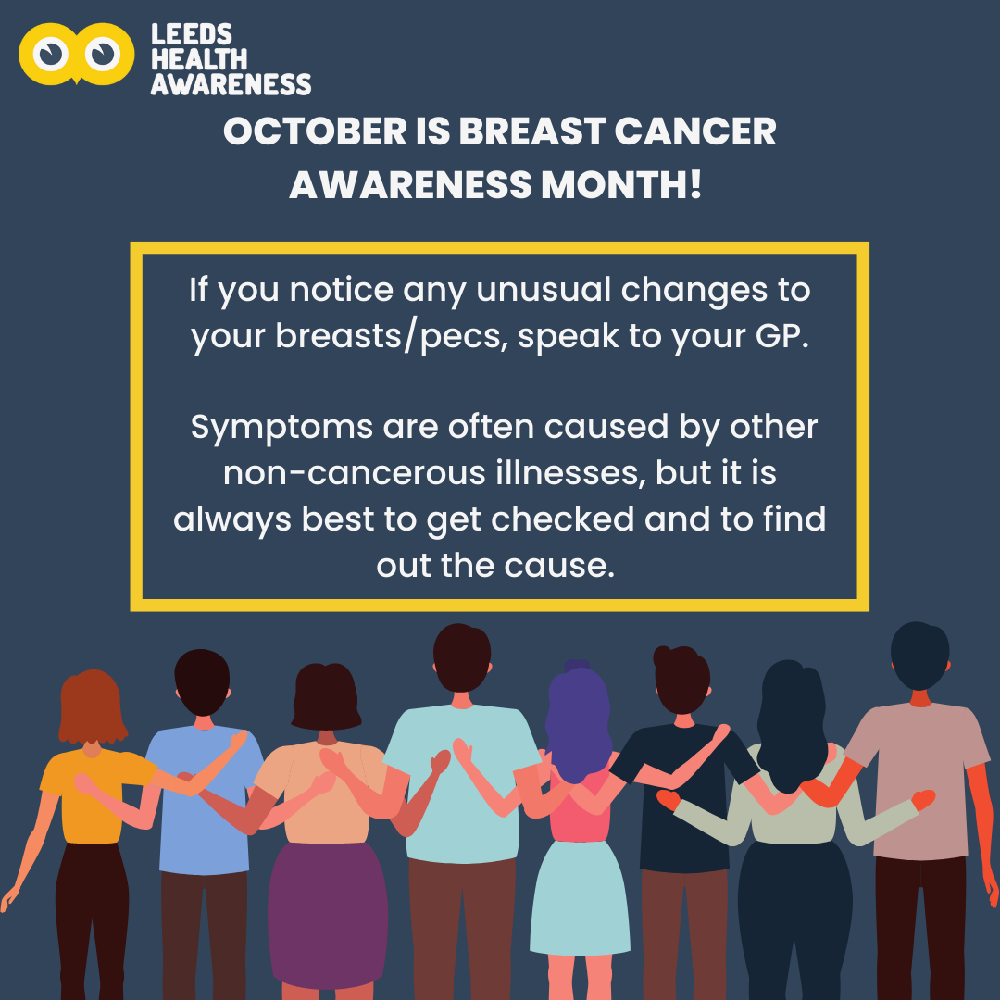 LEEDS
HEALTH
AWARENESS
OCTOBER IS BREAST CANCER
AWARENESS MONTH!
If you notice any unusual changes to
your breasts/pecs, speak to your GP.
Symptoms are often caused by other
non-cancerous illnesses, but it is
always best to get checked and to find
out the cause.